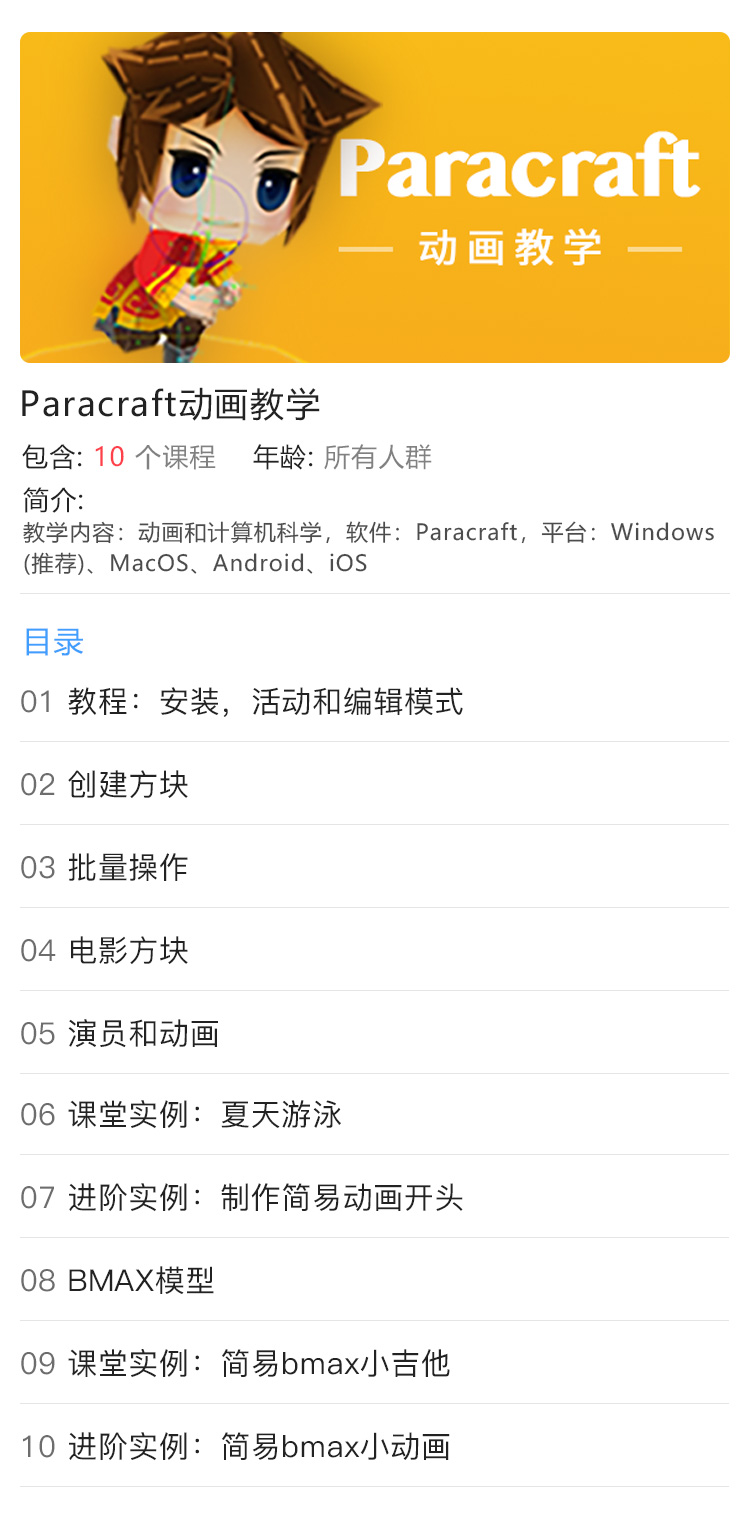 Paracraft
动画教学
Paracraft动画教学
包含: 10 个课程 年龄: 所有人群
简介:
教学内容：动画和计算机科学，软件：Paracraft，平台：Windows
(推荐)、MacOS、Android、iOS
目录
01 教程：安装，活动和编辑模式
02 创建方块
03 批量操作
04 电影方块
05 演员和动画
06 课堂实例：夏天游泳
07 进阶实例：制作简易动画开头
08 BMAX模型
09 课堂实例：简易bmax小吉他
10 进阶实例：简易bmax小动画